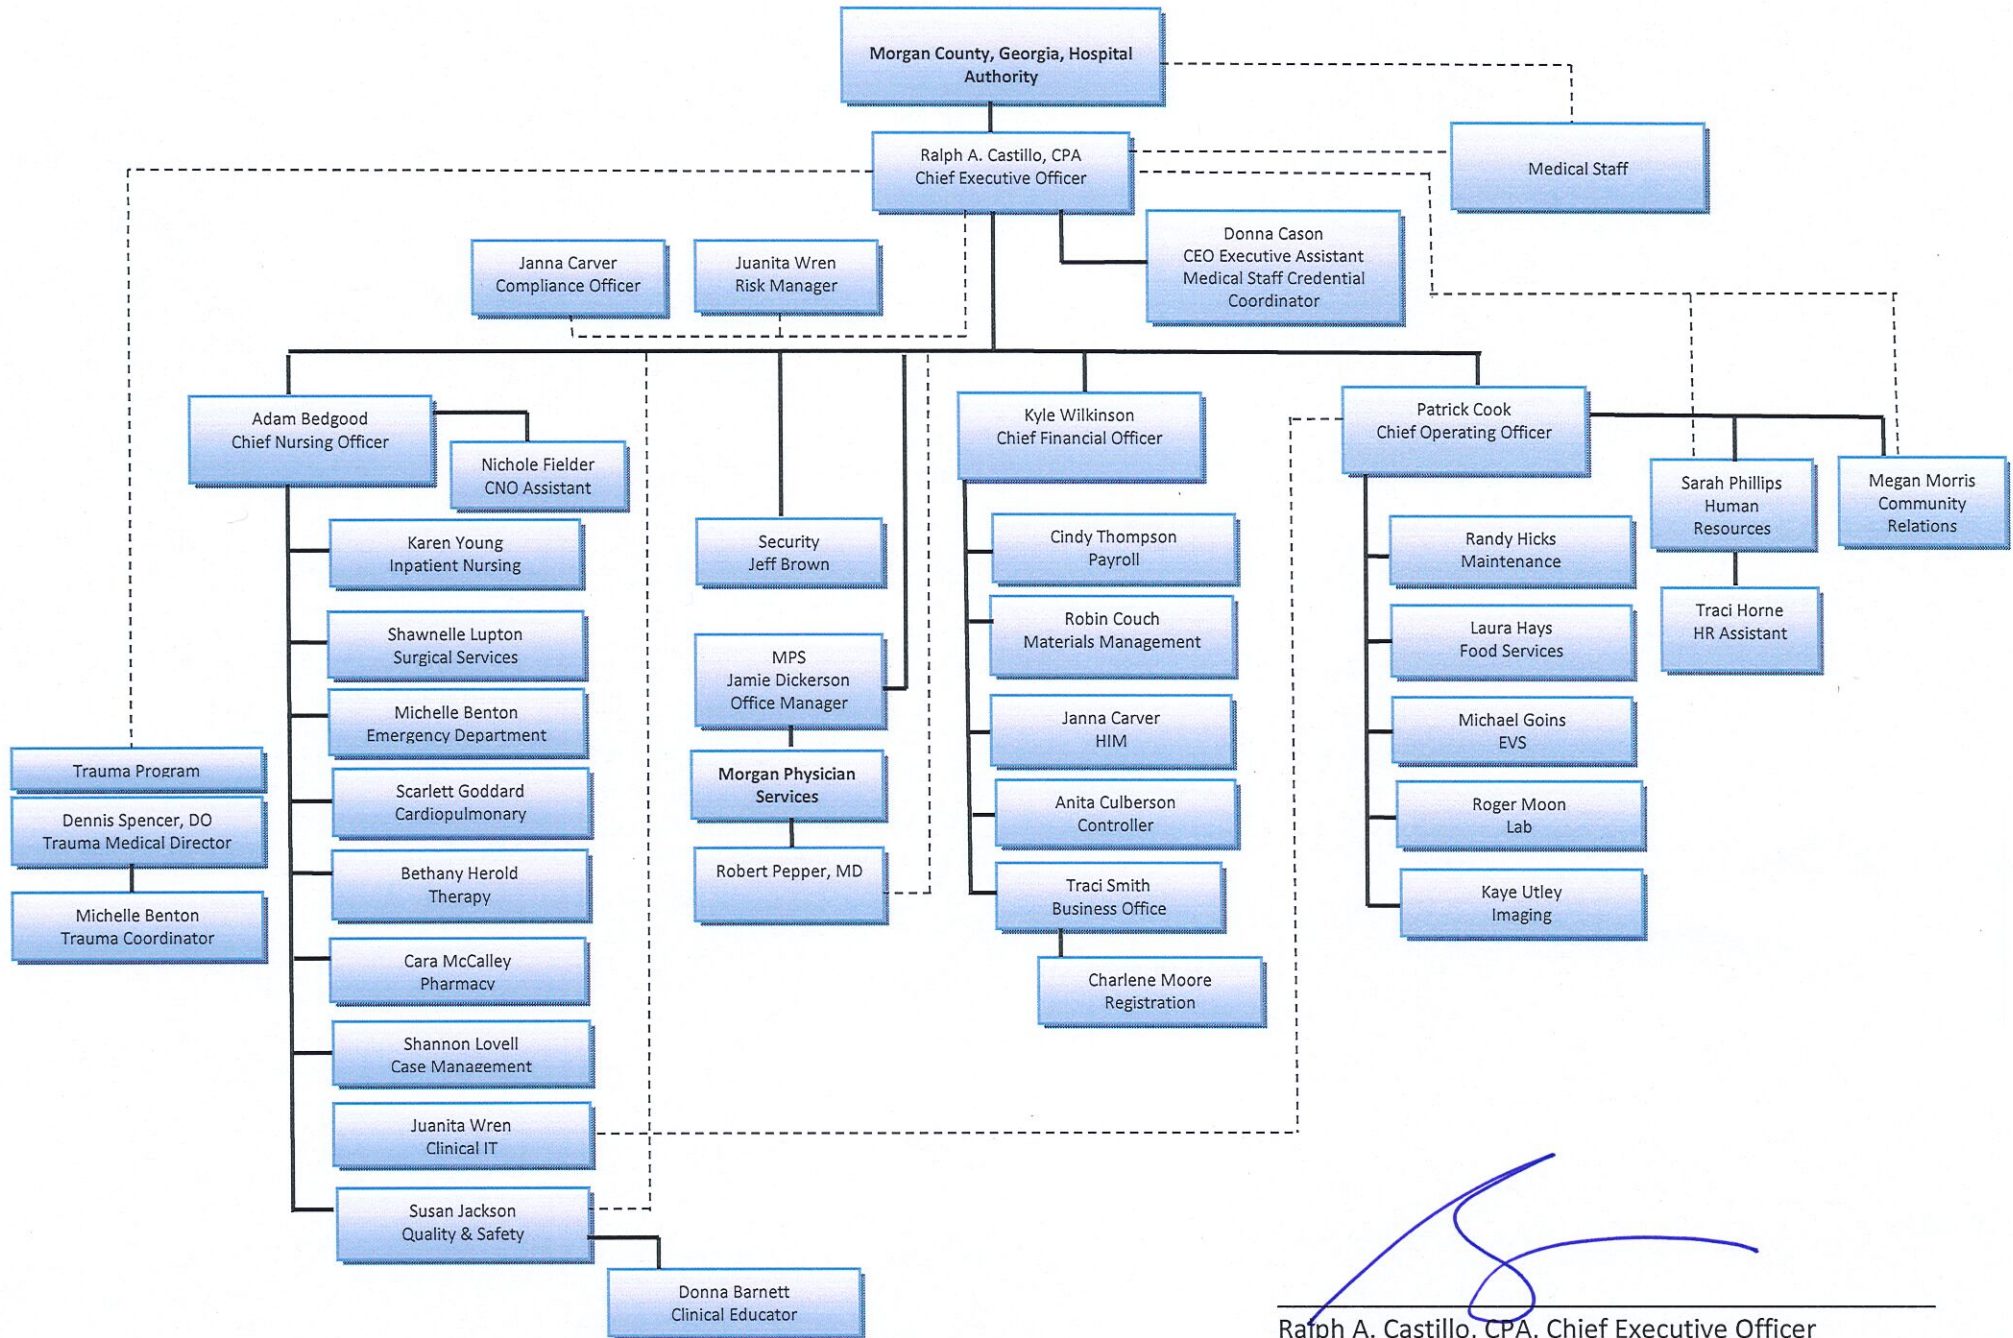 Morgan County, Georgia, Hospital
Authority
Ralph A. Castillo, CPA
Chief Executive Officer
Medical Staff
Donna Cason
CEO Executive Assistant
Medical Staff Credential
Coordinator
Janna Carver
Compliance Officer
Juanita Wren
Risk Manager
Adam Bedgood
Chief Nursing Officer
Nichole Fielder
CNO Assistant
Karen Young
Inpatient Nursing
Shawnelle Lupton
Surgical Services
Michelle Benton
Emergency Department
Scarlett Goddard
Cardiopulmonary
Bethany Herold
Therapy
Cara McCalley
Pharmacy
Shannon Lovell
Case Management
Juanita Wren
Clinical IT
Susan Jackson
Quality & Safety
Donna Barnett
Clinical Educator
Trauma Program
Dennis Spencer, DO
Trauma Medical Director
Michelle Benton
Trauma Coordinator
Security
Jeff Brown
MPS
Jamie Dickerson
Office Manager
Morgan Physician
Services
Robert Pepper, MD
Kyle Wilkinson
Chief Financial Officer
Cindy Thompson
Payroll
Robin Couch
Materials Management
Janna Carver
HIM
Anita Culberson
Controller
Traci Smith
Business Office
Charlene Moore
Registration
Patrick Cook
Chief Operating Officer
Randy Hicks
Maintenance
Laura Hays
Food Services
Michael Goins
EVS
Roger Moon
Lab
Kaye Utley
Imaging
Sarah Phillips
Human
Resources
Traci Horne
HR Assistant
Megan Morris
Community
Relations
Ralph A. Castillo, CPA, Chief Executive Officer